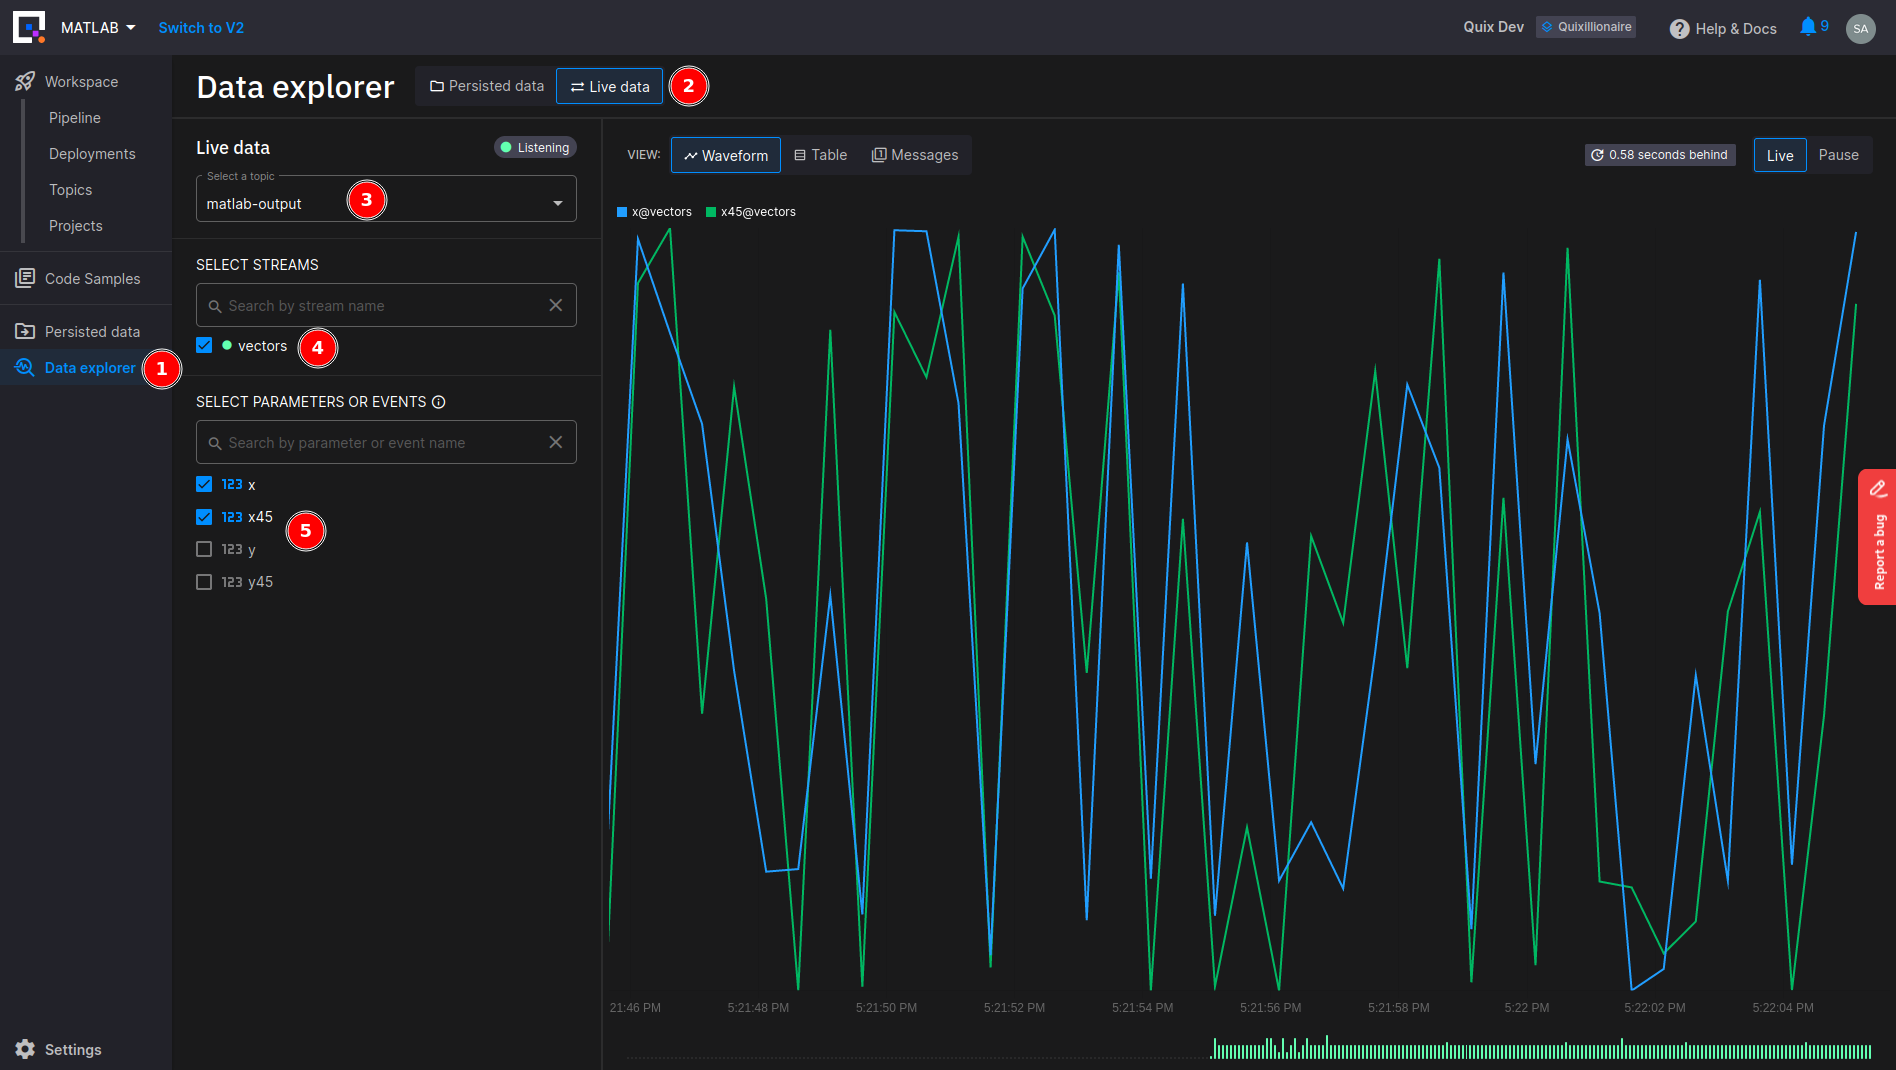 MATLAB
Switch to V2
Quix Dev
Quixillionaire
Help & Docs
9
SA
Workspace
Pipeline
Deployments
Topics
Projects
Code Samples
Persisted data
Data explorer
1
Settings
Data explorer
Persisted data
Live data
2
Live data
Listening
Select a topic
matlab-output
3
SELECT STREAMS
Search by stream name
vectors
4
SELECT PARAMETERS OR EVENTS
Search by parameter or event name
123 x
123 x45
5
123 y
123 y45
VIEW:
Waveform
Table
Messages
0.58 seconds behind
Live
Pause
x@vectors
x45@vectors
21:46 PM
5:21:48 PM
5:21:50 PM
5:21:52 PM
5:21:54 PM
5:21:56 PM
5:21:58 PM
5:22 PM
5:22:02 PM
5:22:04 PM
Report a bug